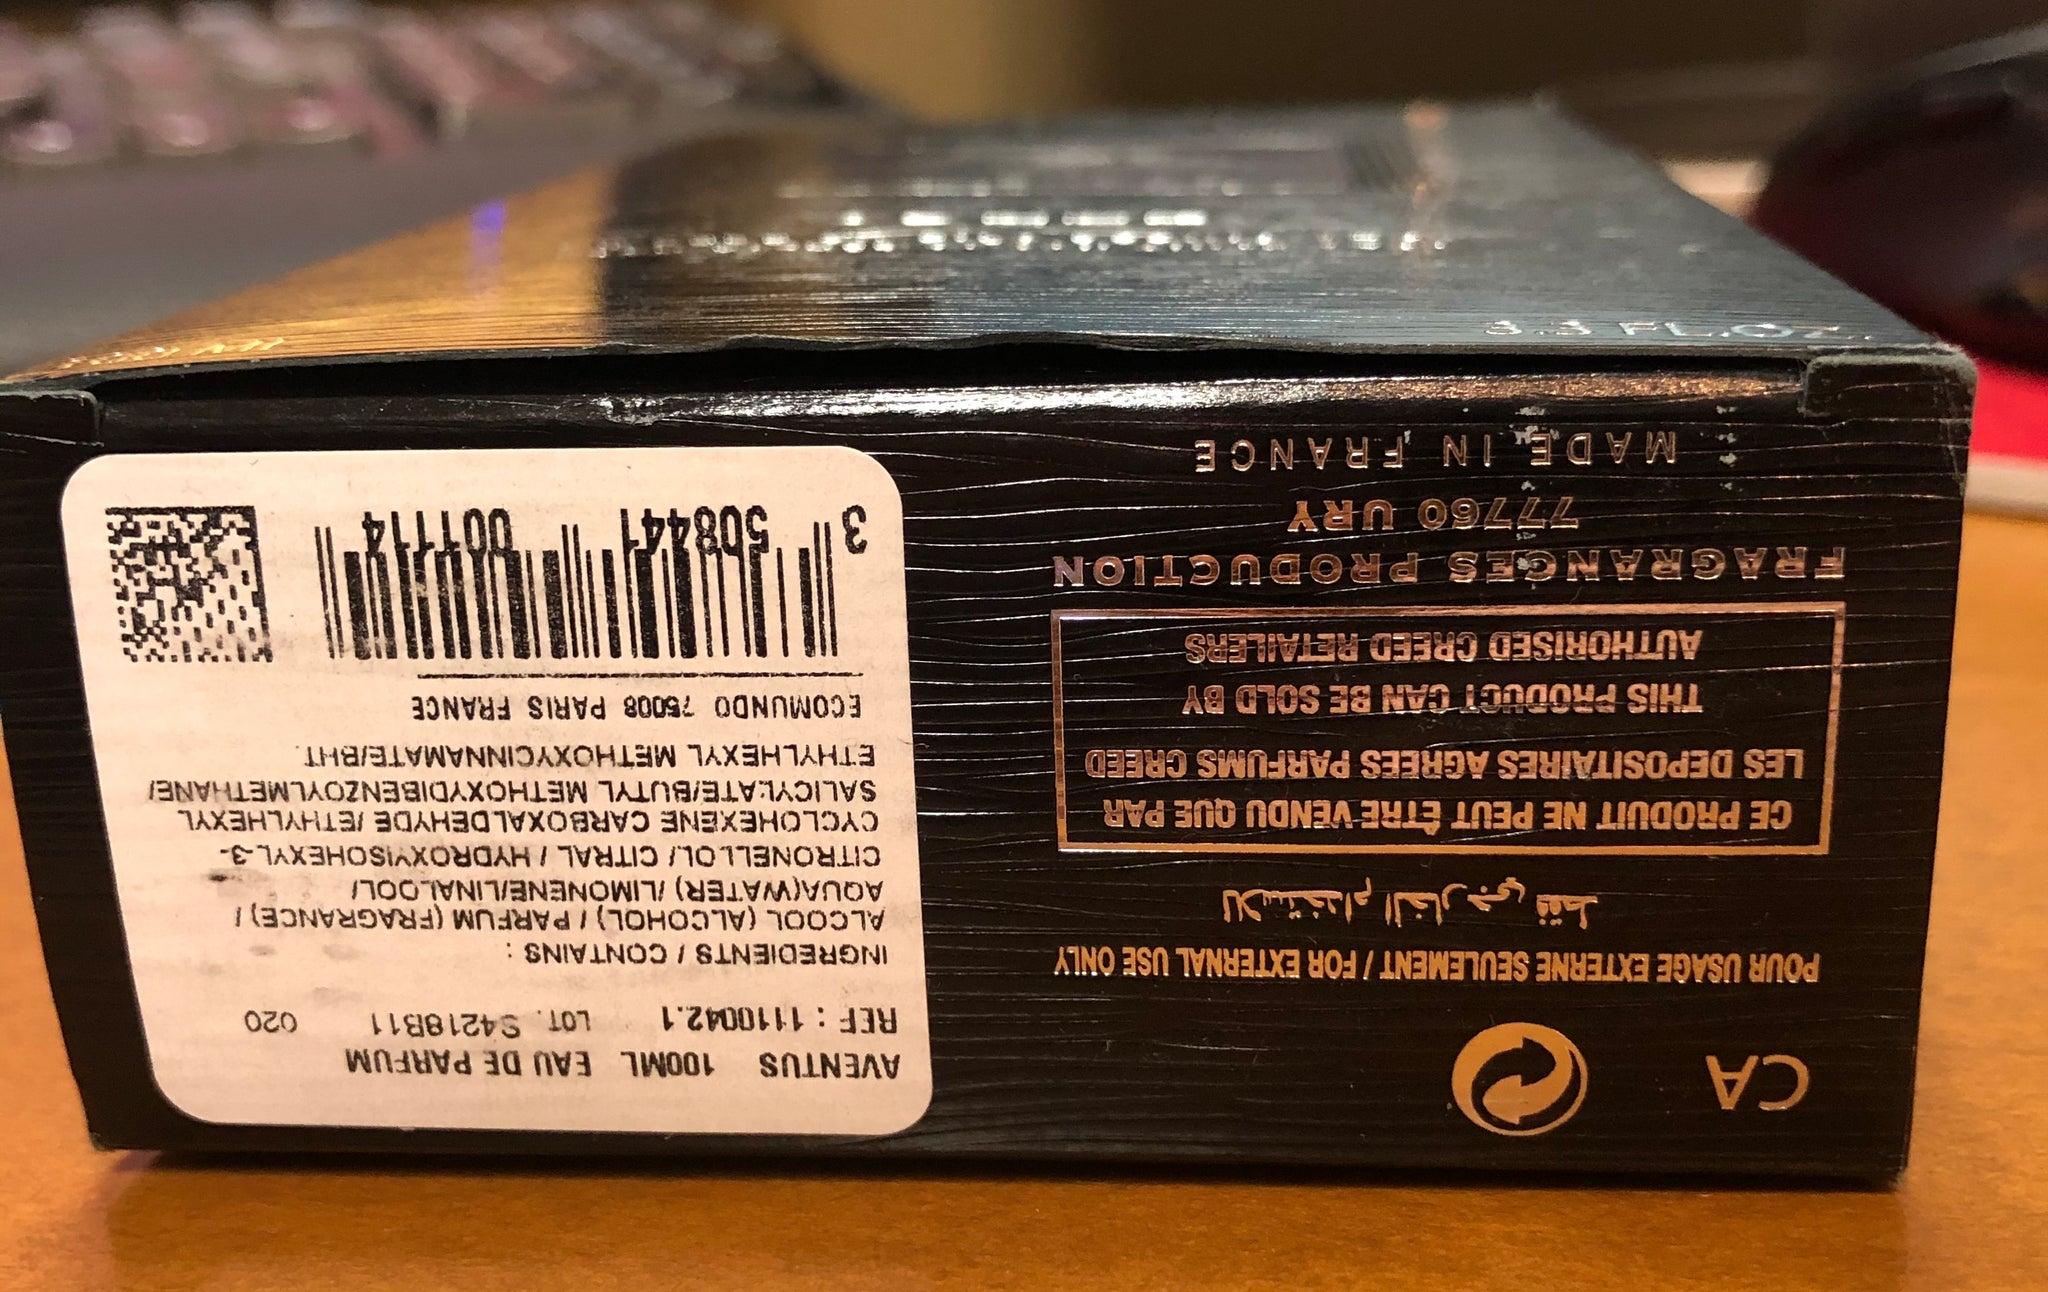 AVENTUS 100ML EAU DE PARFUM
REF : 1110042.1 LOT. S4218B11 020
INGREDIENTS / CONTAINS :
ALCOOL (ALCOHOL) / PARFUM (FRAGRANCE) /
AQUA(WATER) /LIMONENE/LINALOOL/
CITRONELLOL/ CITRAL / HYDROXYISOHEXYL-3-
CYCLOHEXENE CARBOXALDEHYDE /ETHYLHEXYL
SALICYLATE/BUTYL METHOXYDIBENZOYLMETHANE/
ETHYLHEXYL METHOXYCINNAMATE/BHT.
ECOMUNDO 75008 PARIS FRANCE
3 508441 001114
CA
POUR USAGE EXTERNE SEULEMENT / FOR EXTERNAL USE ONLY
للاستخدام الخارجي فقط
CE PRODUIT NE PEUT ÊTRE VENDU QUE PAR
LES DEPOSITAIRES AGREES PARFUMS CREED
THIS PRODUCT CAN BE SOLD BY
AUTHORISED CREED RETAILERS
FRAGRANCES PRODUCTION
77760 URY
MADE IN FRANCE
3.3 FL.OZ.